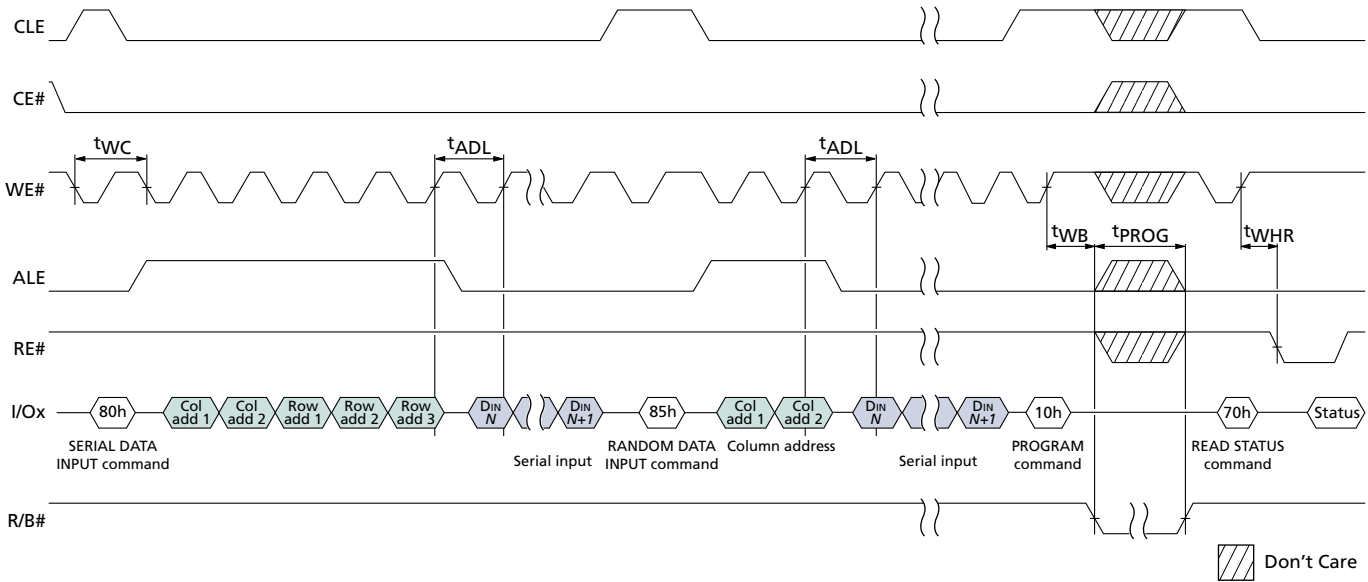 CLE
CE#
tWC
tADL
tADL
WE#
tWB
tPROG
tWHR
ALE
RE#
I/Ox
80h
Col add 1
Col add 2
Row add 1
Row add 2
Row add 3
DIN N
DIN N+1
85h
Col add 1
Col add 2
DIN N
DIN N+1
10h
70h
Status
SERIAL DATA
INPUT command
Serial input
RANDOM DATA
INPUT command
Column address
Serial input
PROGRAM
command
READ STATUS
command
R/B#
Don't Care